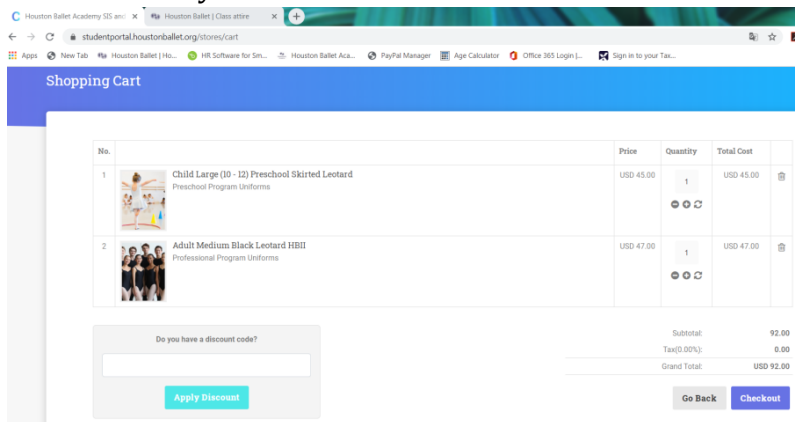 Houston Ballet Academy SIS and
Houston Ballet | Class attire
studentportal.houstonballet.org/stores/cart
Apps New Tab Houston Ballet | Ho... HR Software for Sm... Houston Ballet Aca... PayPal Manager Age Calculator Office 365 Login |... Sign in to your Tax...
Shopping Cart
No. Price Quantity Total Cost
1 Child Large (10 - 12) Preschool Skirted Leotard USD 45.00 1 USD 45.00
Preschool Program Uniforms
2 Adult Medium Black Leotard HBII USD 47.00 1 USD 47.00
Professional Program Uniforms
Do you have a discount code?
Apply Discount
Subtotal: 92.00
Tax(0.00%): 0.00
Grand Total: USD 92.00
Go Back Checkout